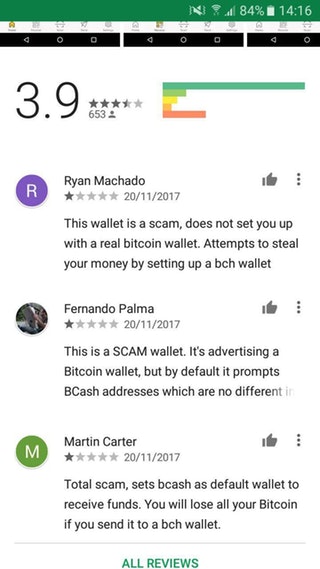 84% 14:16
3.9
653
R
Ryan Machado
20/11/2017
This wallet is a scam, does not set you up
with a real bitcoin wallet. Attempts to steal
your money by setting up a bch wallet
Fernando Palma
20/11/2017
This is a SCAM wallet. It's advertising a
Bitcoin wallet, but by default it prompts
BCash addresses which are no different in
M
Martin Carter
20/11/2017
Total scam, sets bcash as default wallet to
receive funds. You will lose all your Bitcoin
if you send it to a bch wallet.
ALL REVIEWS